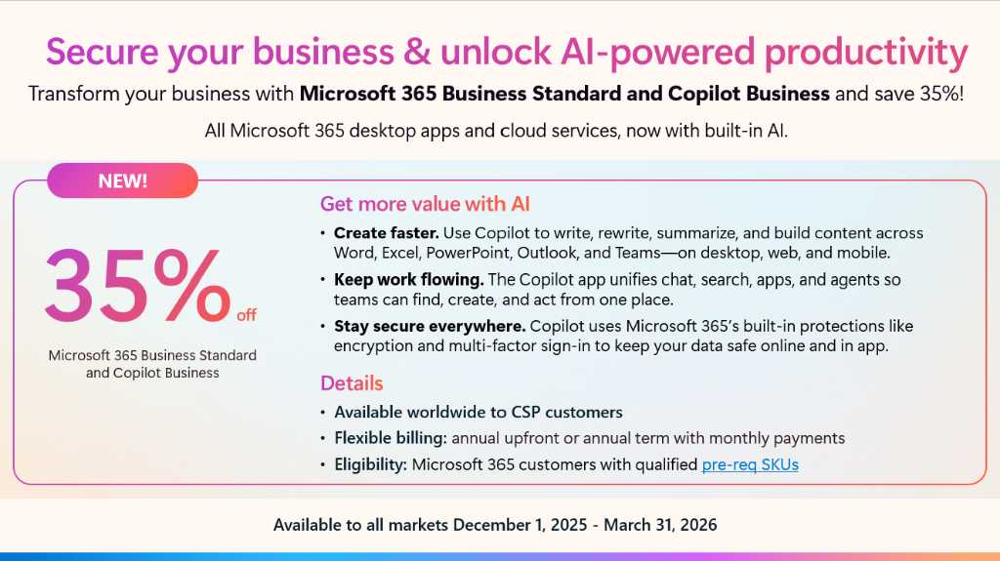 Secure your business & unlock AI-powered productivity
Transform your business with Microsoft 365 Business Standard and Copilot Business and save 35%!
All Microsoft 365 desktop apps and cloud services, now with built-in AI.
NEW!
35% off
Microsoft 365 Business Standard
and Copilot Business
Get more value with AI
• Create faster. Use Copilot to write, rewrite, summarize, and build content across
Word, Excel, PowerPoint, Outlook, and Teams—on desktop, web, and mobile.
• Keep work flowing. The Copilot app unifies chat, search, apps, and agents so
teams can find, create, and act from one place.
• Stay secure everywhere. Copilot uses Microsoft 365's built-in protections like
encryption and multi-factor sign-in to keep your data safe online and in app.
Details
• Available worldwide to CSP customers
• Flexible billing: annual upfront or annual term with monthly payments
• Eligibility: Microsoft 365 customers with qualified pre-req SKUs
Available to all markets December 1, 2025 - March 31, 2026